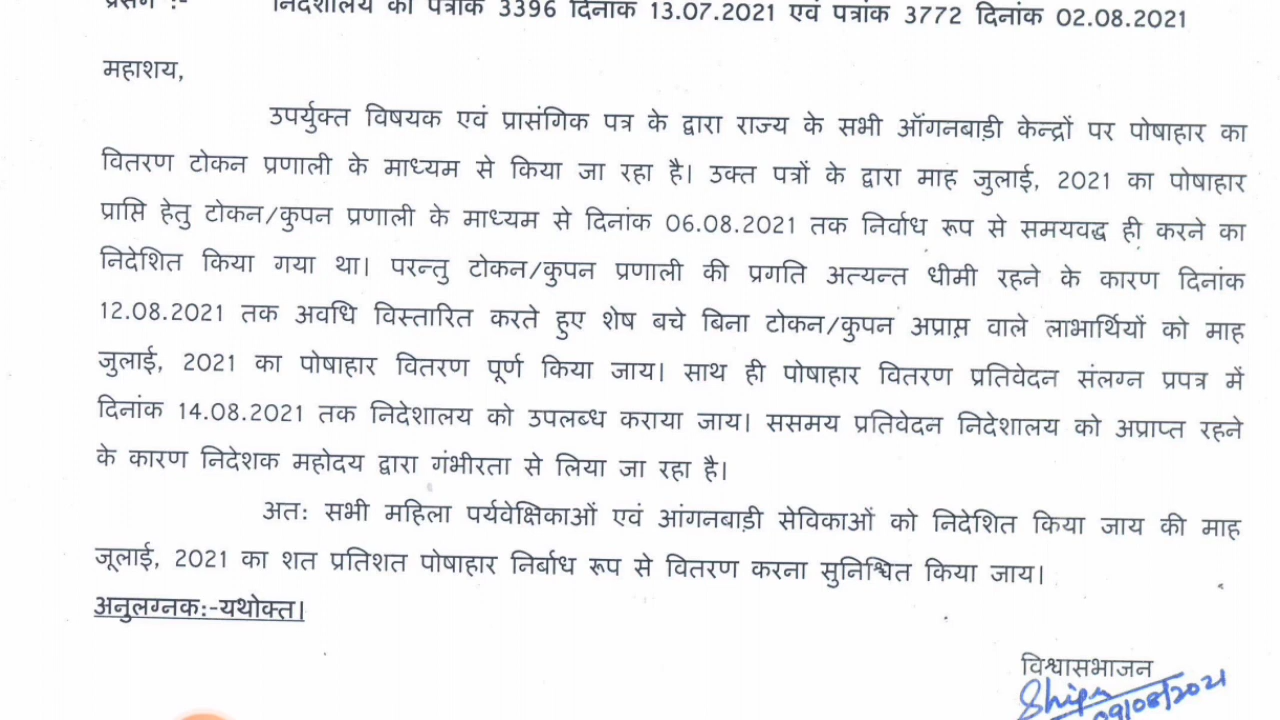 प्रसंग :- निदेशालय का पत्रांक 3396 दिनांक 13.07.2021 एवं पत्रांक 3772 दिनांक 02.08.2021
महाशय,
उपर्युक्त विषयक एवं प्रासंगिक पत्र के द्वारा राज्य के सभी ऑगनबाड़ी केन्द्रों पर पोषाहार का
वितरण टोकन प्रणाली के माध्यम से किया जा रहा है। उक्त पत्रों के द्वारा माह जुलाई, 2021 का पोषाहार
प्राप्ति हेतु टोकन/कुपन प्रणाली के माध्यम से दिनांक 06.08.2021 तक निर्वाध रूप से समयवद्ध ही करने का
निदेशित किया गया था। परन्तु टोकन/कुपन प्रणाली की प्रगति अत्यन्त धीमी रहने के कारण दिनांक
12.08.2021 तक अवधि विस्तारित करते हुए शेष बचे बिना टोकन/कुपन अप्राप्त वाले लाभार्थियों को माह
जुलाई, 2021 का पोषाहार वितरण पूर्ण किया जाय। साथ ही पोषाहार वितरण प्रतिवेदन संलग्न प्रपत्र में
दिनांक 14.08.2021 तक निदेशालय को उपलब्ध कराया जाय। ससमय प्रतिवेदन निदेशालय को अप्राप्त रहने
के कारण निदेशक महोदय द्वारा गंभीरता से लिया जा रहा है।
अतः सभी महिला पर्यवेक्षिकाओं एवं आंगनबाड़ी सेविकाओं को निदेशित किया जाय की माह
जूलाई, 2021 का शत प्रतिशत पोषाहार निर्बाध रूप से वितरण करना सुनिश्चित किया जाय।
अनुलग्नक:-यथोक्त।
विश्वासभाजन
09/08/2021